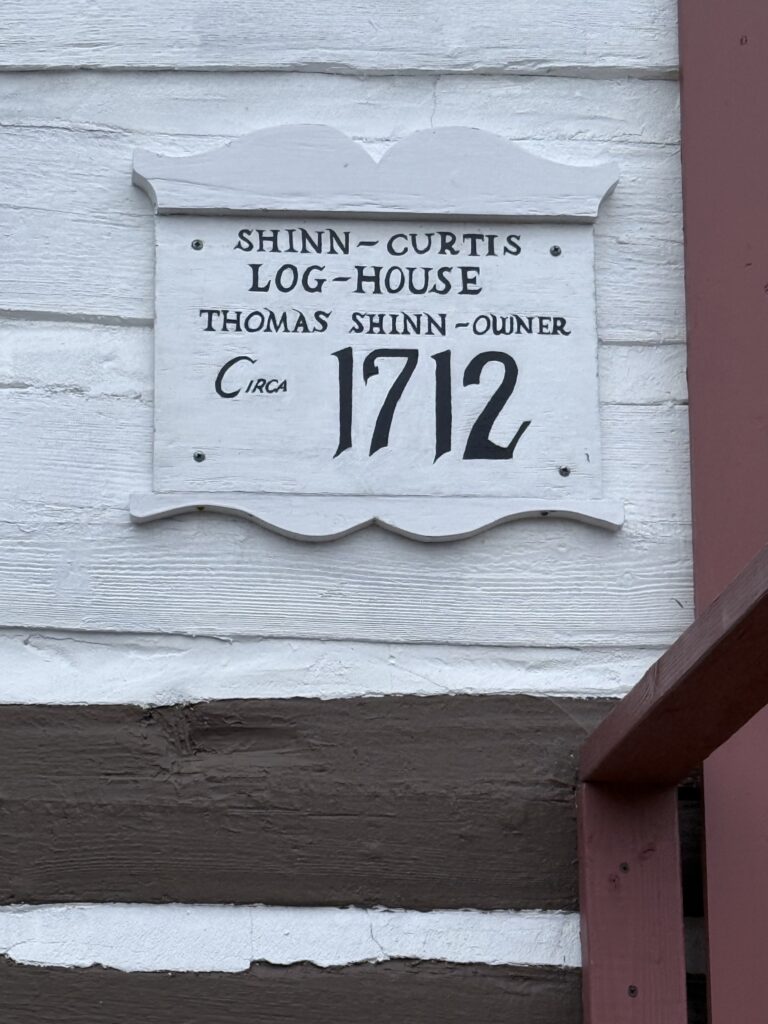 SHINN-CURTIS
LOG-HOUSE
THOMAS SHINN-OWNER
CIRCA 1712